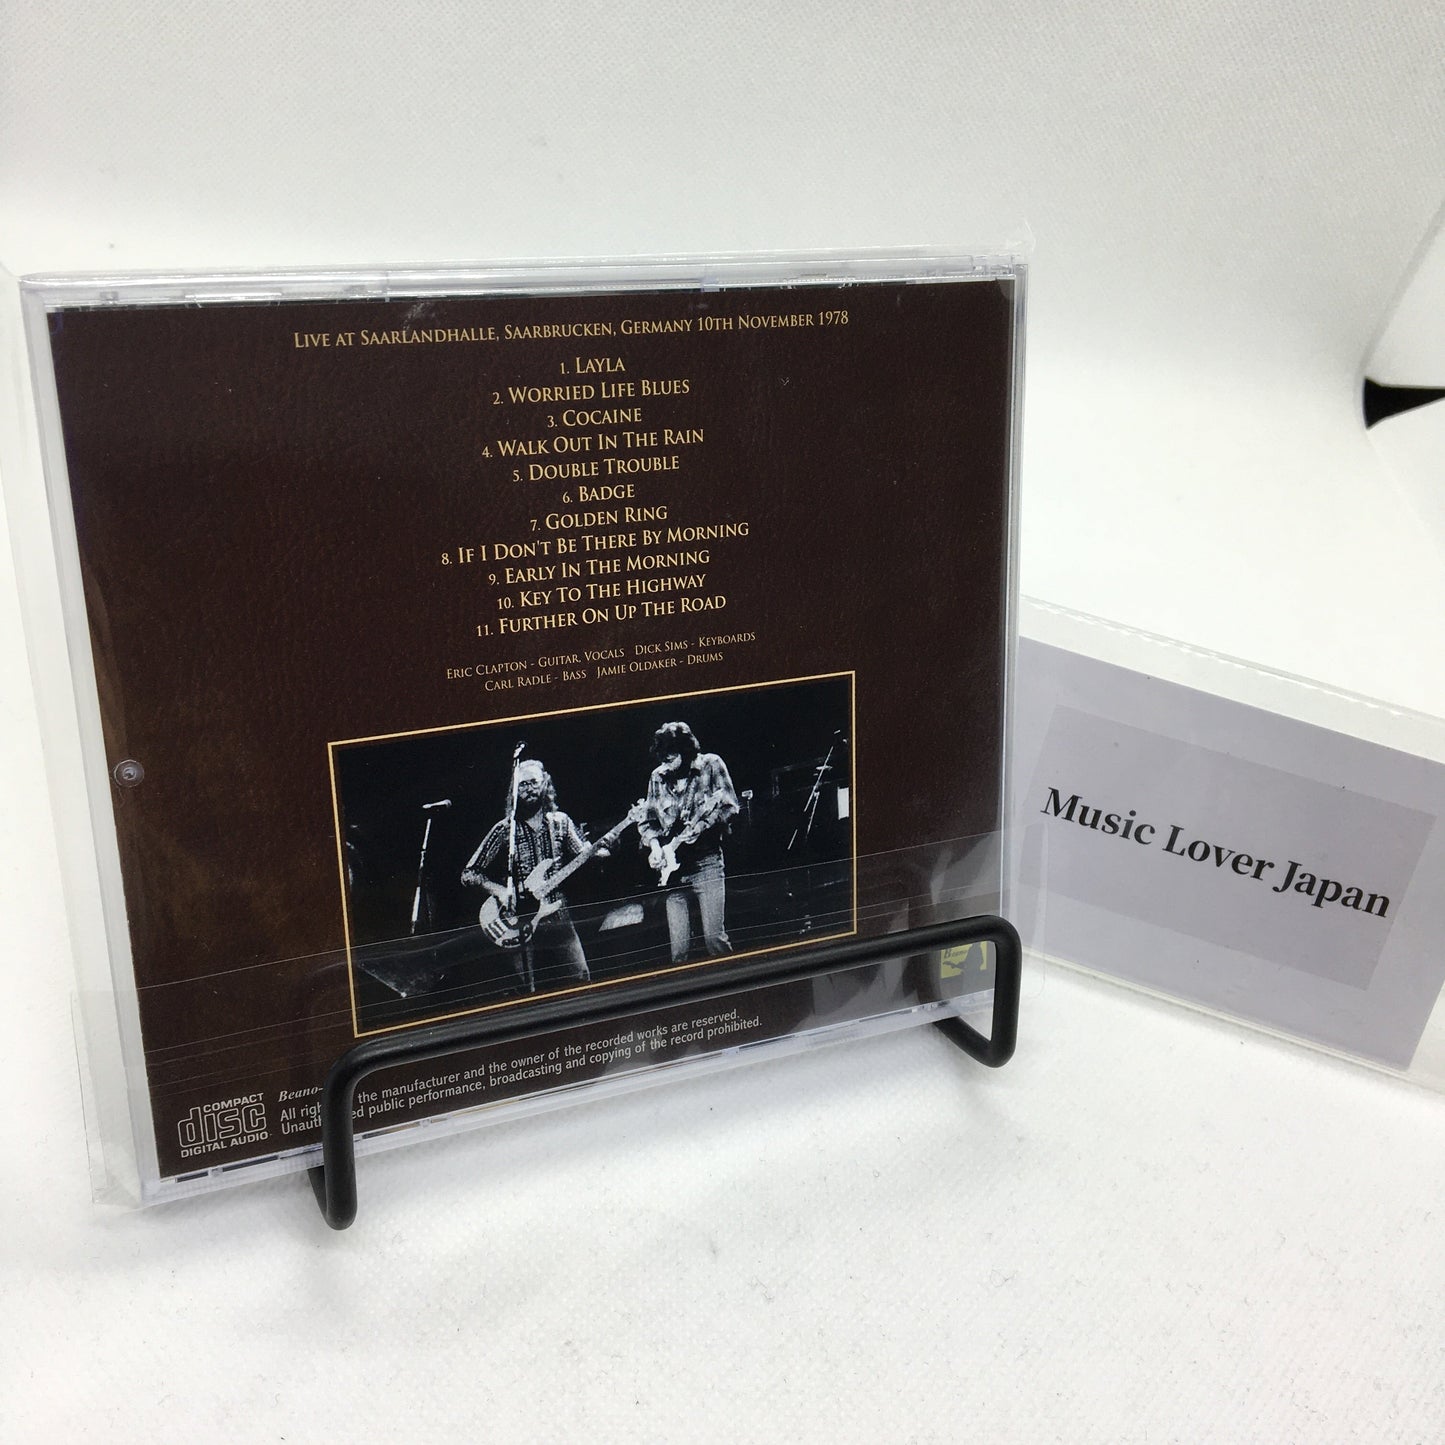 LIVE AT SAARLANDHALLE, SAARBRUCKEN, GERMANY 10TH NOVEMBER 1978
1. LAYLA
2. WORRIED LIFE BLUES
3. COCAINE
4. WALK OUT IN THE RAIN
5. DOUBLE TROUBLE
6. BADGE
7. GOLDEN RING
8. IF I DON'T BE THERE BY MORNING
9. EARLY IN THE MORNING
10. KEY TO THE HIGHWAY
11. FURTHER ON UP THE ROAD
ERIC CLAPTON - GUITAR, VOCALS DICK SIMS - KEYBOARDS
CARL RADLE - BASS JAMIE OLDAKER - DRUMS
COMPACT
disc
DIGITAL AUDIO
Beano-
the manufacturer and the owner of the recorded works are reserved.
All public performance, broadcasting and copying of the record prohibited.
Music Lover Japan